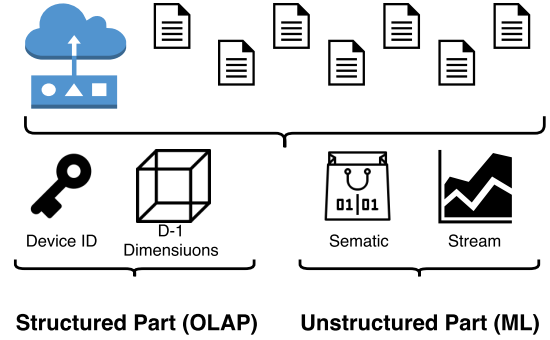 01|01
Device ID
D-1
Dimensiuons
Sematic
Stream
Structured Part (OLAP)
Unstructured Part (ML)